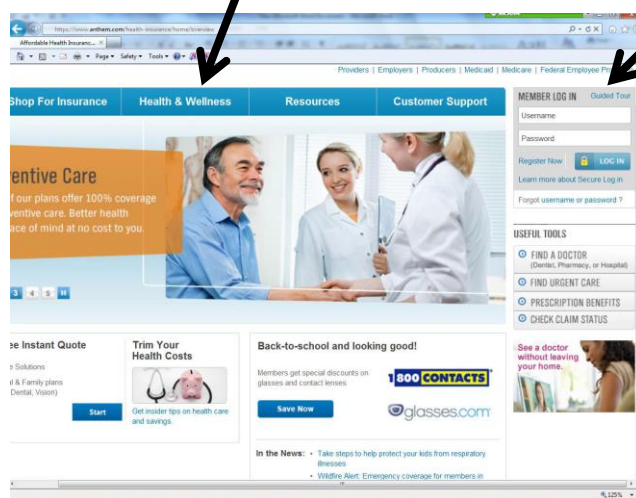 https://www.anthem.com/health-insurance/home/overview
Affordable Health Insuranc...
Page Safety Tools
Providers | Employers | Producers | Medicaid | Medicare | Federal Employee
Shop For Insurance
Health & Wellness
Resources
Customer Support
MEMBER LOG IN Guided Tour
Username
Password
Register Now LOG IN
Learn more about Secure Log in
Forgot username or password ?
entive Care
f our plans offer 100% coverage
ventive care. Better health
ace of mind at no cost to you.
3 4 5
USEFUL TOOLS
FIND A DOCTOR
(Dentist, Pharmacy, or Hospital)
FIND URGENT CARE
PRESCRIPTION BENEFITS
CHECK CLAIM STATUS
ee Instant Quote
Solutions
l & Family plans
Dental, Vision)
Start
Trim Your
Health Costs
Get insider tips on health care
and savings.
Back-to-school and looking good!
Members get special discounts on
glasses and contact lenses
Save Now
1 800 CONTACTS
glasses.com
See a doctor
without leaving
your home.
In the News: • Take steps to help protect your kids from respiratory
illnesses
• Wildfire Alert: Emergency coverage for members in
125%